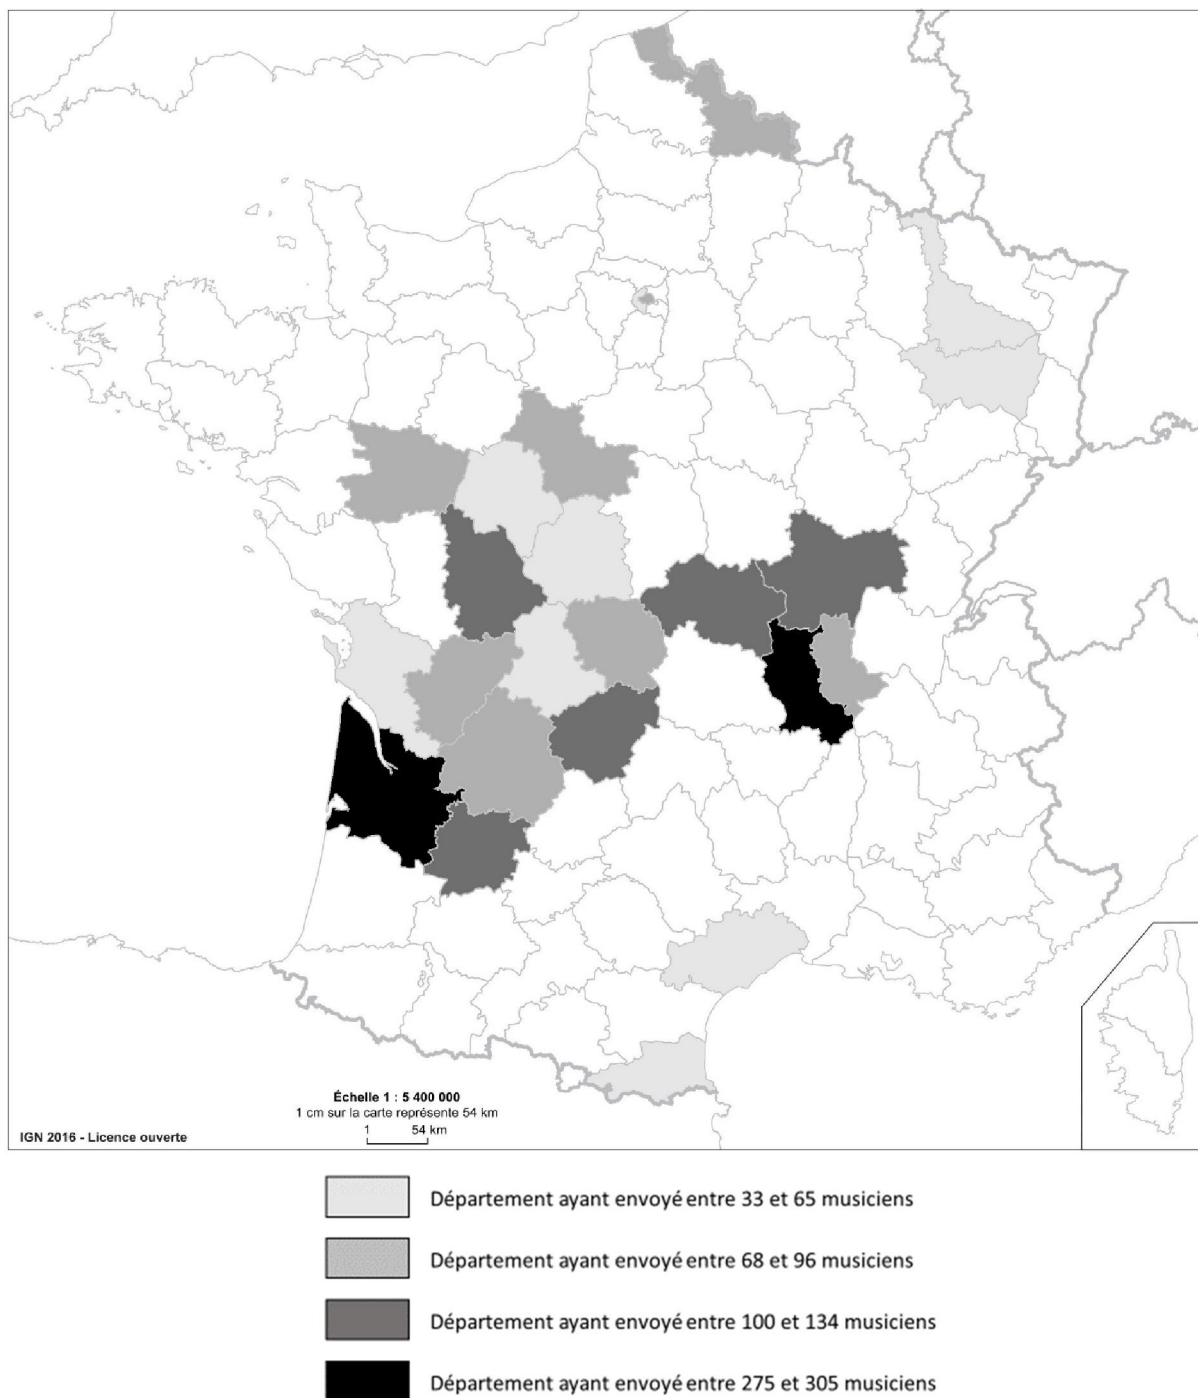 Échelle 1 : 5 400 000
1 cm sur la carte représente 54 km
1 54 km
IGN 2016 - Licence ouverte
Département ayant envoyé entre 33 et 65 musiciens
Département ayant envoyé entre 68 et 96 musiciens
Département ayant envoyé entre 100 et 134 musiciens
Département ayant envoyé entre 275 et 305 musiciens